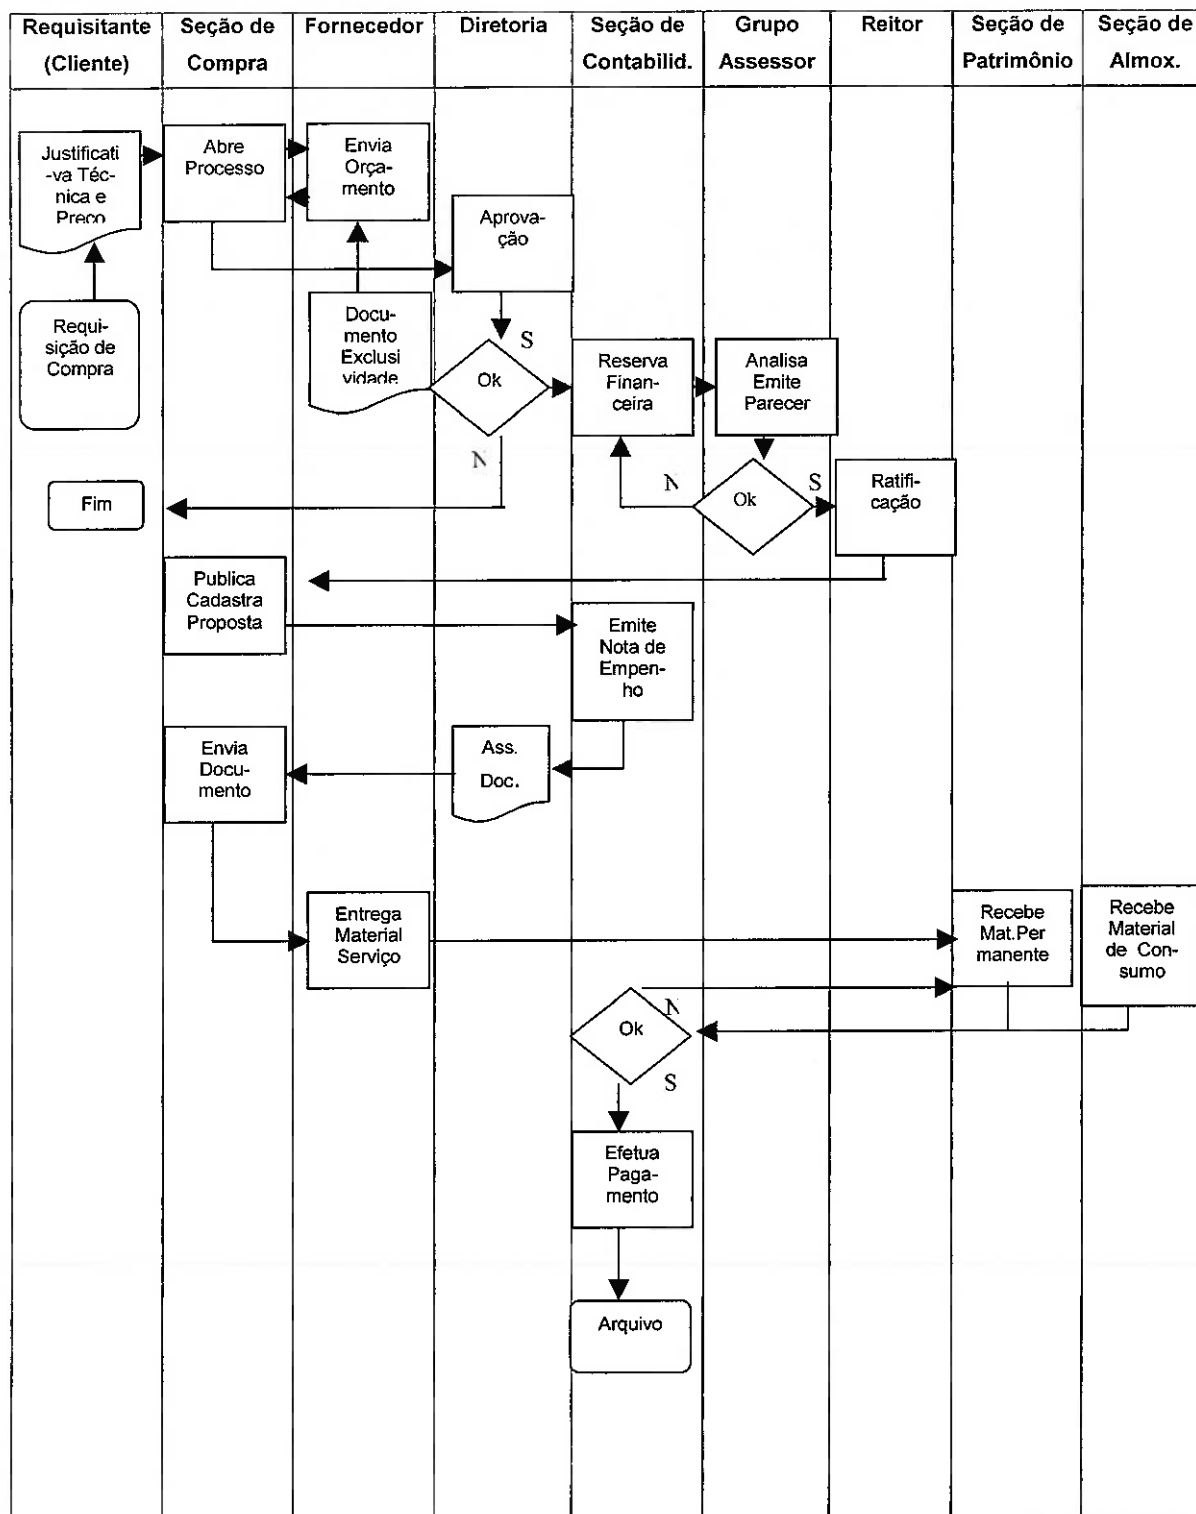 Requisitante
(Cliente)
Seção de
Compra
Fornecedor
Diretoria
Seção de
Contabilid.
Grupo
Assessor
Reitor
Seção de
Patrimônio
Seção de
Almox.
Justificati
-va Téc-
nica e
Preço
Abre
Processo
Envia
Orça-
mento
Aprova-
ção
Requi-
sição de
Compra
Docu-
mento
Exclusi
vidade
S
Ok
N
Reserva
Finan-
ceira
Analisa
Emite
Parecer
Fim
N
Ok
S
Ratifi-
cação
Publica
Cadastra
Proposta
Emite
Nota de
Empen-
ho
Envia
Docu-
mento
Ass.
Doc.
Entrega
Material
Serviço
Recebe
Mat.Per
manente
Recebe
Material
de Con-
sumo
N
Ok
S
Efetua
Paga-
mento
Arquivo